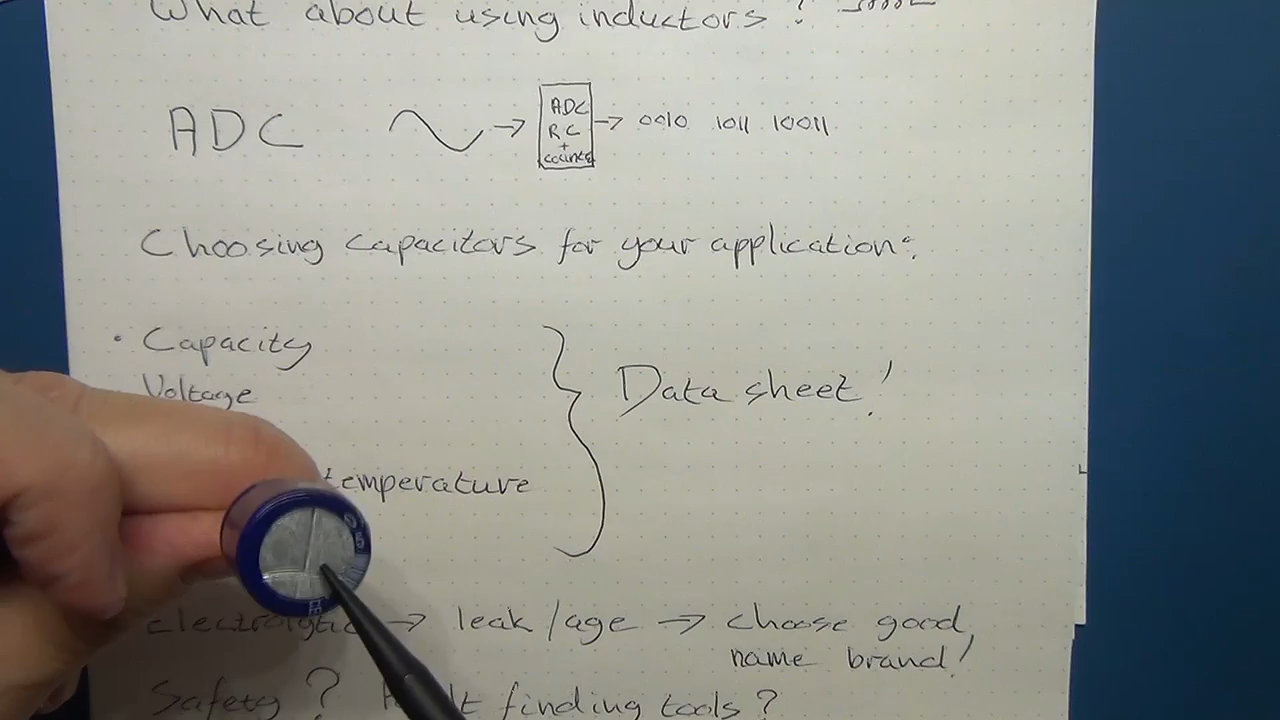 What about using inductors?
ADC
ADC
RC
+
→ 0010 1011 10011
Choosing capacitors for your application:
• Capacity
Voltage
temperature
Data sheet!
electrolytic → leak/age → choose good,
name brand!
Safety? finding tools?